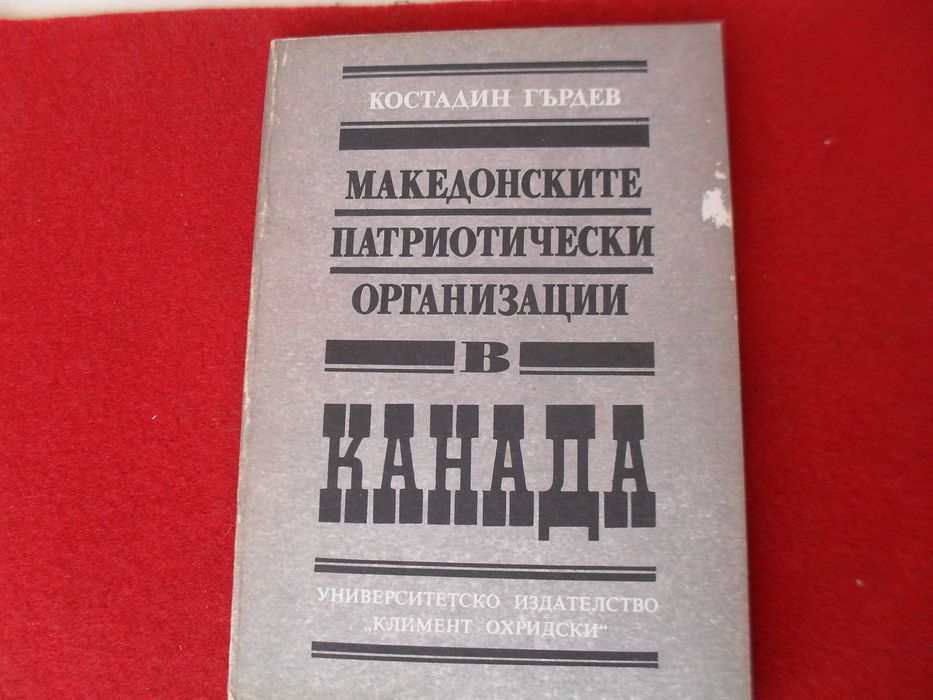 КОСТАДИН ГЪРДЕВ
МАКЕДОНСКИТЕ
ПАТРИОТИЧЕСКИ
ОРГАНИЗАЦИИ
В
КАНАДА
УНИВЕРСИТЕТСКО ИЗДАТЕЛСТВО
„КЛИМЕНТ ОХРИДСКИ“